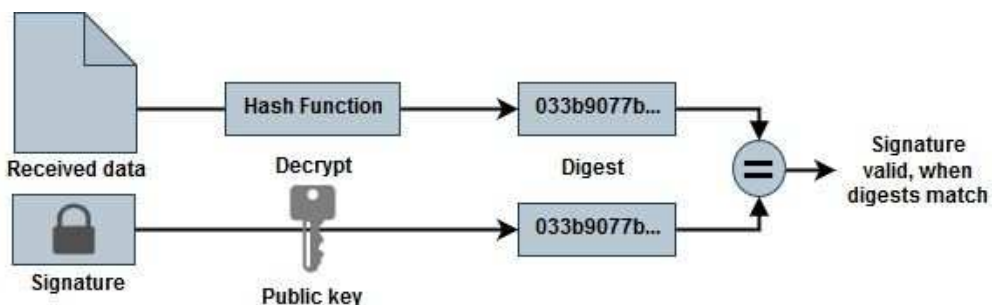 Hash Function
033b9077b...
Received data
Decrypt
Digest
Signature
valid, when
digests match
033b9077b...
Signature
Public key